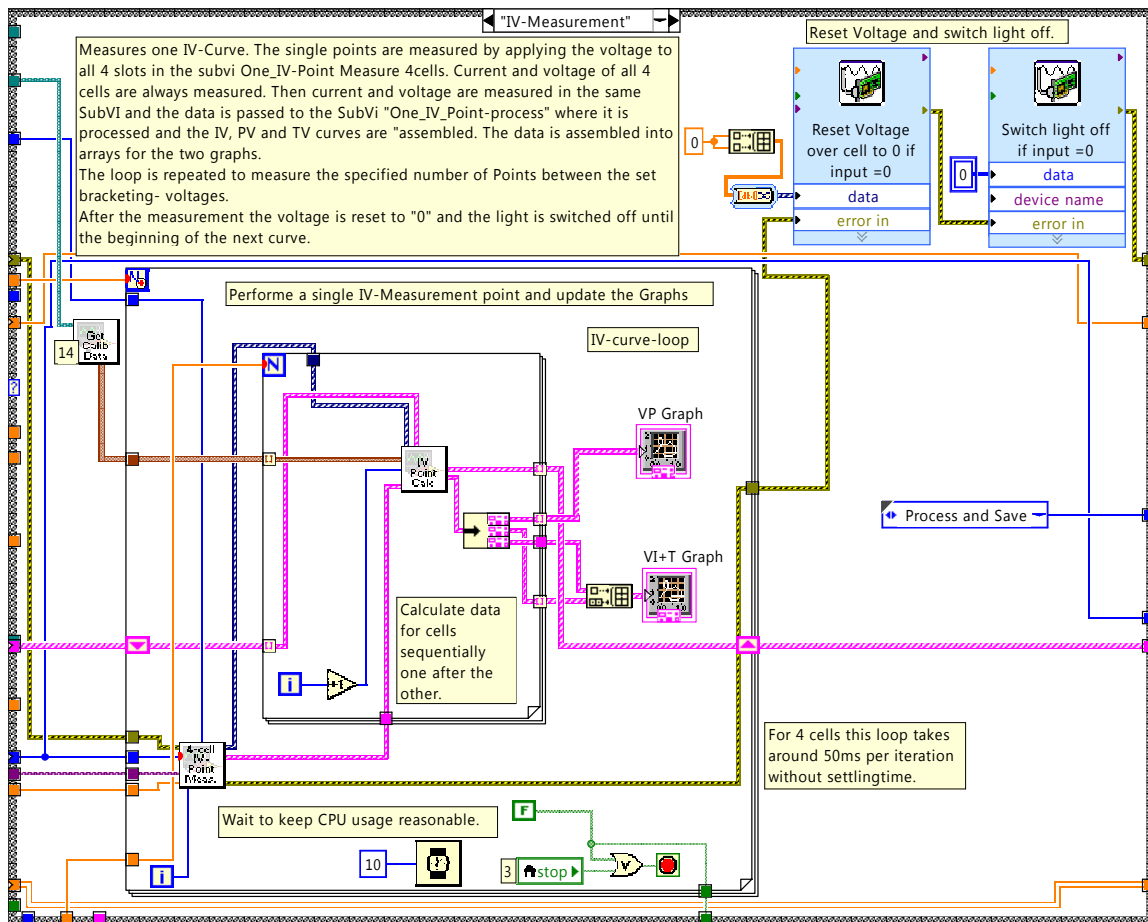 "IV-Measurement"
Measures one IV-Curve. The single points are measured by applying the voltage to
all 4 slots in the subvi One_IV-Point Measure 4cells. Current and voltage of all 4
cells are always measured. Then current end voltage are measured in the same
SubVI and the data is passed to the SubVi "One_IV_Point-process" where it is
processed and the IV, PV and TV curves are "assembled. The data is assembled into
arrays for the two graphs.
The loop is repeated to measure the specified number of Points between the set
bracketing- voltages.
After the measurement the voltage is reset to "0" and the light is switched off until
the beginning of the next curve.
Reset Voltage and switch light off.
Reset Voltage
over cell to 0 if
input =0
data
error in
Switch light off
if input =0
data
device name
error in
0
0
N
Performe a single IV-Measurement point and update the Graphs
IV-curve-loop
Get
Calib
Data
14
N
VP Graph
IV
Point
Calc
Process and Save
VI+T Graph
Calculate data
for cells
sequentially
one after the
other.
i
+1
4-cell
IV-
Point
Meas.
For 4 cells this loop takes
around 50ms per iteration
without settlingtime.
Wait to keep CPU usage reasonable.
F
10
3
stop
V
i
?